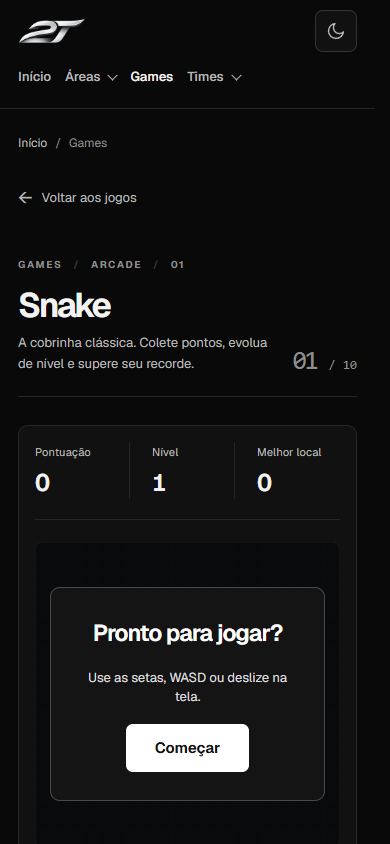 2T
Início Áreas Games Times
Início / Games
← Voltar aos jogos
GAMES / ARCADE / 01
Snake
A cobrinha clássica. Colete pontos, evolua
de nível e supere seu recorde.
01 / 10
Pontuação Nível Melhor local
0 1 0
Pronto para jogar?
Use as setas, WASD ou deslize na
tela.
Começar